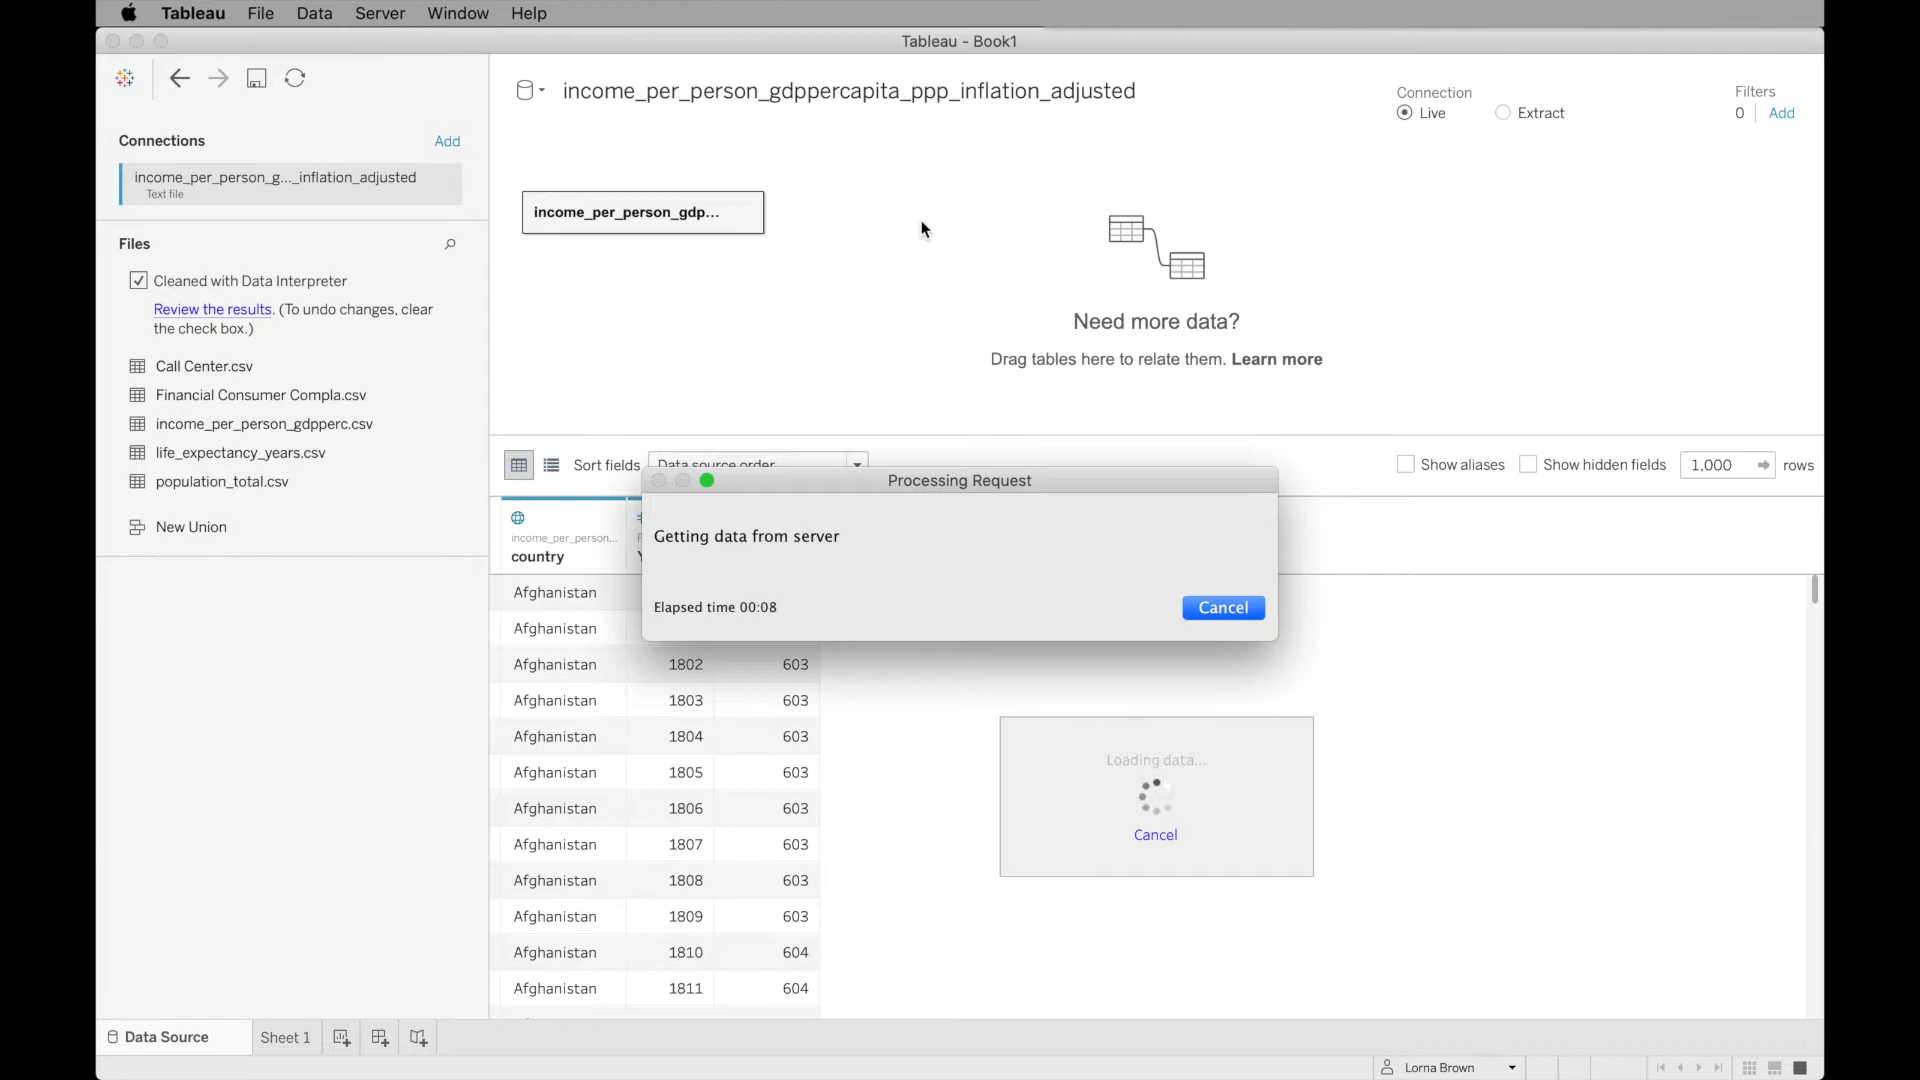 Tableau File Data Server Window Help
Tableau - Book1
income_per_person_gdppercapita_ppp_inflation_adjusted
Connection
Live Extract
Filters
0 Add
Connections Add
income_per_person_g..._inflation_adjusted
Text file
income_per_person_gdp...
Files
Cleaned with Data Interpreter
Review the results. (To undo changes, clear
the check box.)
Call Center.csv
Financial Consumer Compla.csv
income_per_person_gdpperc.csv
life_expectancy_years.csv
population_total.csv
New Union
Need more data?
Drag tables here to relate them. Learn more
Sort fields Data source order
Show aliases Show hidden fields 1,000 rows
Processing Request
Getting data from server
Elapsed time 00:08 Cancel
income_per_person...
country
Afghanistan
Afghanistan
Afghanistan 1802 603
Afghanistan 1803 603
Afghanistan 1804 603
Afghanistan 1805 603
Afghanistan 1806 603
Afghanistan 1807 603
Afghanistan 1808 603
Afghanistan 1809 603
Afghanistan 1810 604
Afghanistan 1811 604
Loading data...
Cancel
Data Source Sheet 1
Lorna Brown